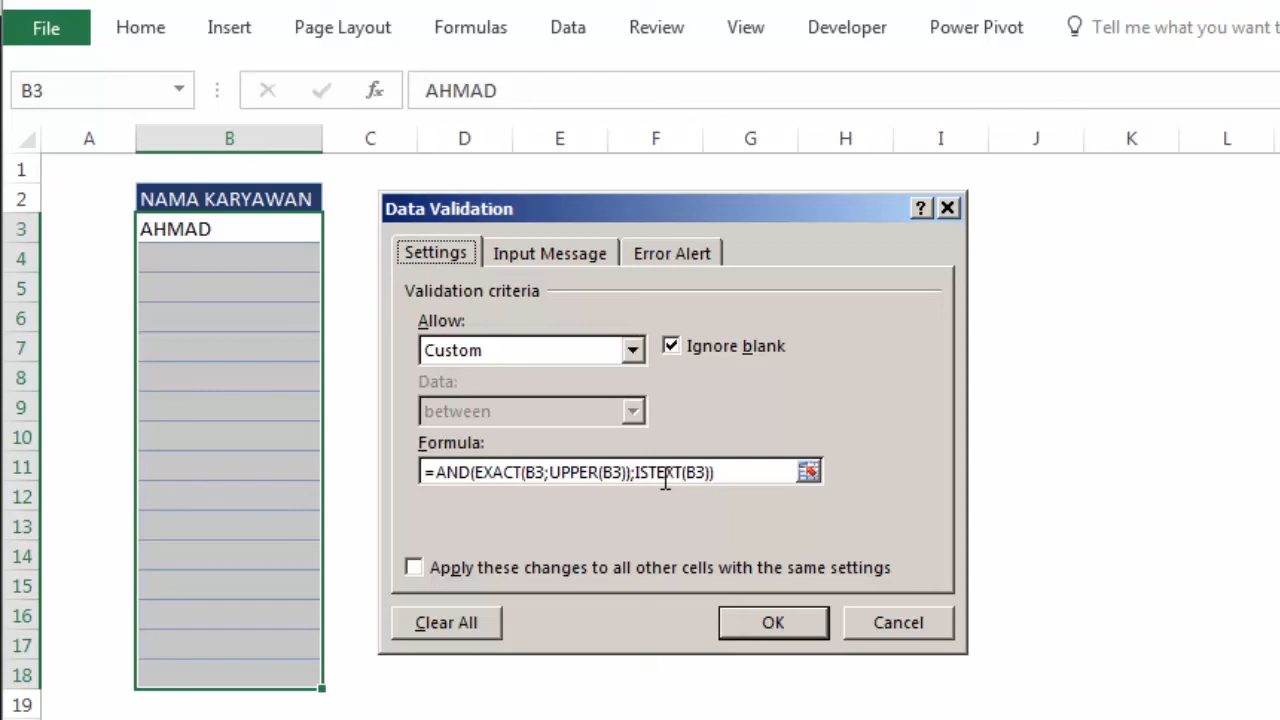 File Home Insert Page Layout Formulas Data Review View Developer Power Pivot Tell me what you want t
B3 fx AHMAD
A B C D E F G H I J K L
1
2 NAMA KARYAWAN
3 AHMAD
4
5
6
7
8
9
10
11
12
13
14
15
16
17
18
19
Data Validation ?
Settings Input Message Error Alert
Validation criteria
Allow:
Custom Ignore blank
Data:
between
Formula:
=AND(EXACT(B3;UPPER(B3));ISTEXT(B3))
Apply these changes to all other cells with the same settings
Clear All OK Cancel